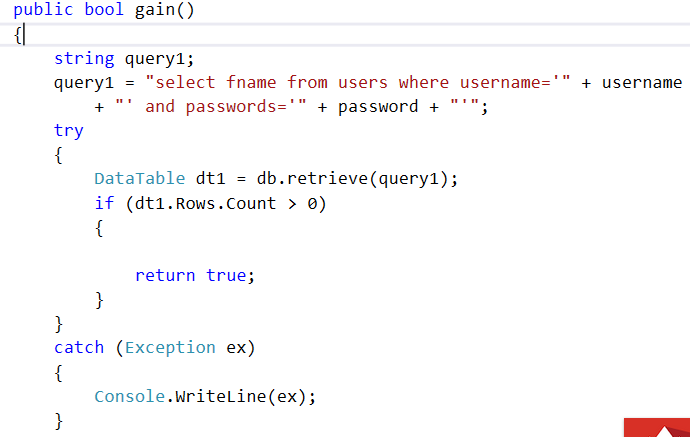 public bool gain()
{
string query1;
query1 = "select fname from users where username='" + username
+ "' and passwords='" + password + "'";
try
{
DataTable dt1 = db.retrieve(query1);
if (dt1.Rows.Count > 0)
{
return true;
}
}
catch (Exception ex)
{
Console.WriteLine(ex);
}